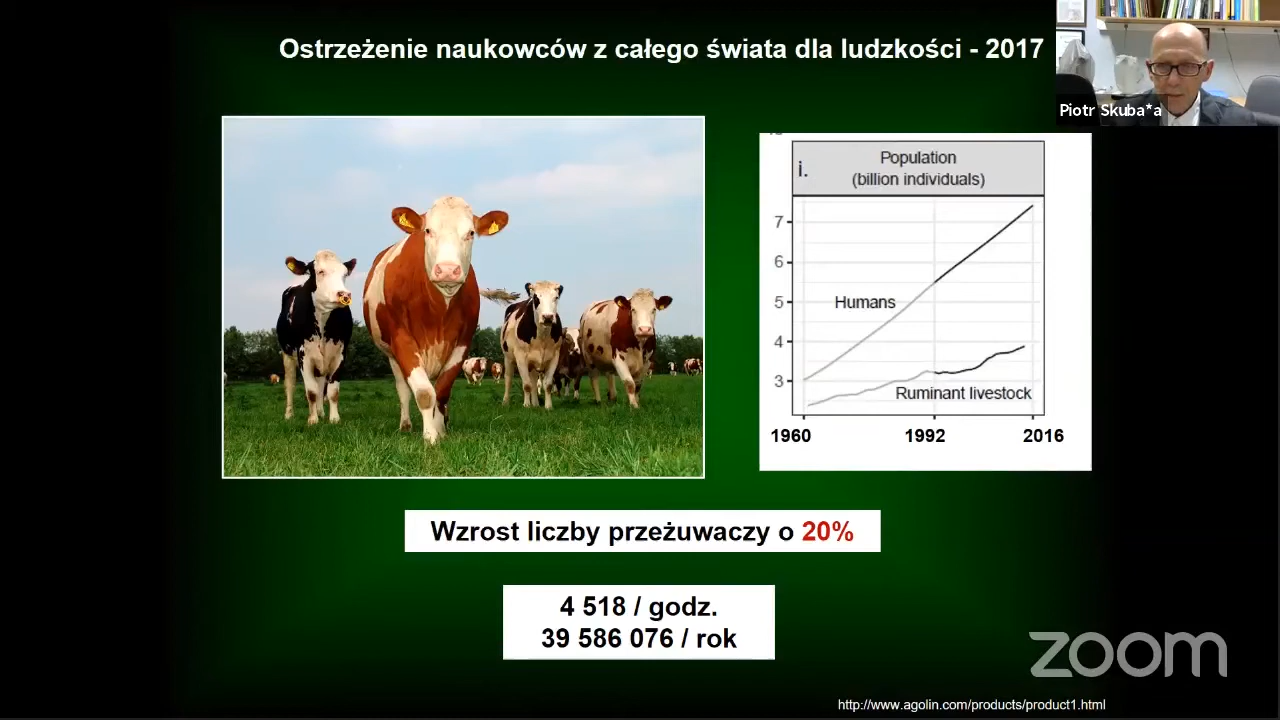 Ostrzeżenie naukowców z całego świata dla ludzkości - 2017
Piotr Skuba*a
i.
Population
(billion individuals)
7
6
5
4
3
Humans
Ruminant livestock
1960 1992 2016
Wzrost liczby przeżuwaczy o 20%
4 518 / godz.
39 586 076 / rok
zoom
http://www.agolin.com/products/product1.html